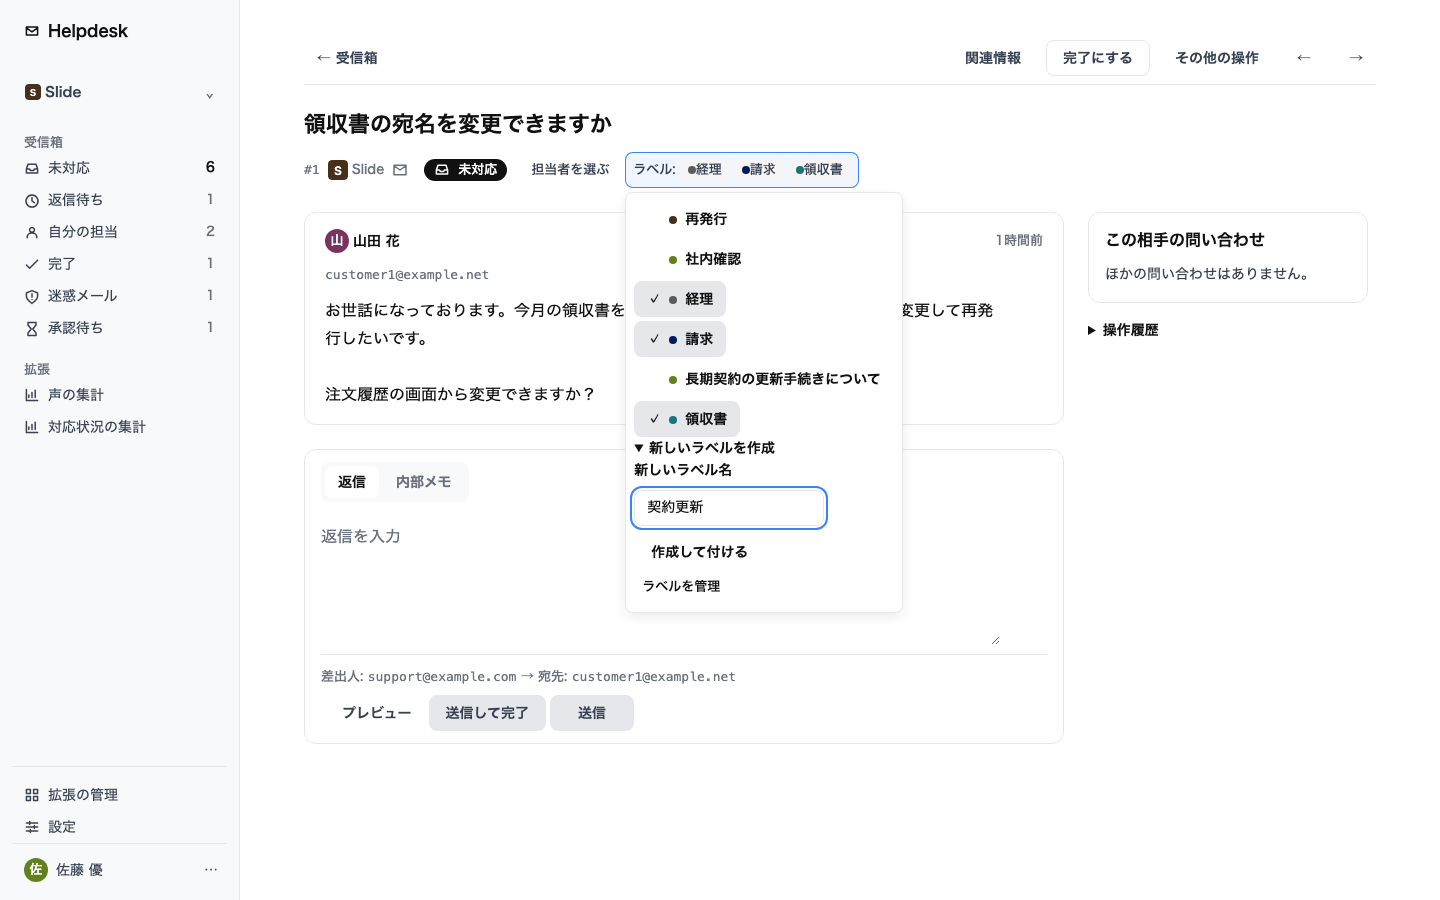 Helpdesk
S Slide
受信箱
未対応 6
返信待ち 1
自分の担当 2
完了 1
迷惑メール 1
承認待ち 1
拡張
声の集計
対応状況の集計
拡張の管理
設定
佐 佐藤 優 …
← 受信箱
関連情報 完了にする その他の操作 ← →
領収書の宛名を変更できますか
#1 S Slide 未対応 担当者を選ぶ ラベル: 経理 請求 領収書
山 山田 花 1時間前
customer1@example.net
お世話になっております。今月の領収書を 変更して再発
行したいです。
注文履歴の画面から変更できますか？
再発行
社内確認
✓ 経理
✓ 請求
長期契約の更新手続きについて
✓ 領収書
▼ 新しいラベルを作成
新しいラベル名
契約更新
作成して付ける
ラベルを管理
返信 内部メモ
返信を入力
差出人: support@example.com → 宛先: customer1@example.net
プレビュー 送信して完了 送信
この相手の問い合わせ
ほかの問い合わせはありません。
▶ 操作履歴